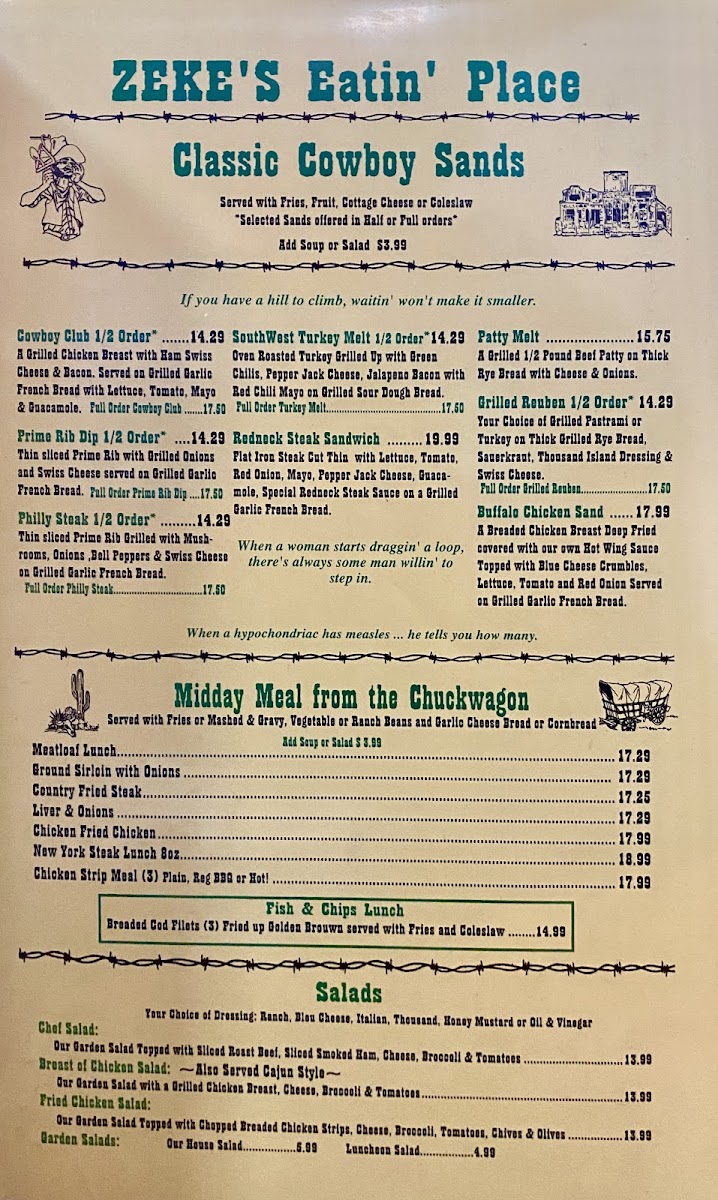 ZEKE'S Eatin' Place
Classic Cowboy Sands
Served with Fries, Fruit, Cottage Cheese or Coleslaw
*Selected Sands offered in Half or Full orders*
Add Soup or Salad $3.99
If you have a hill to climb, waitin' won't make it smaller.
Cowboy Club 1/2 Order* .......14.29
A Grilled Chicken Breast with Ham Swiss
Cheese & Bacon. Served on Grilled Garlic
French Bread with Lettuce, Tomato, Mayo
& Guacamole. Full Order Cowboy Club .......17.50
Prime Rib Dip 1/2 Order* ....14.29
Thin sliced Prime Rib with Grilled Onions
and Swiss Cheese served on Grilled Garlic
French Bread. Full Order Prime Rib Dip ....17.50
Philly Steak 1/2 Order* .........14.29
Thin sliced Prime Rib Grilled with Mush-
rooms, Onions ,Bell Peppers & Swiss Cheese
on Grilled Garlic French Bread.
Full Order Philly Steak................................17.50
SouthWest Turkey Melt 1/2 Order*14.29
Oven Roasted Turkey Grilled Up with Green
Chilis, Pepper Jack Cheese, Jalapeno Bacon with
Red Chili Mayo on Grilled Sour Dough Bread.
Full Order Turkey Melt.........................................17.50
Redneck Steak Sandwich .........19.99
Flat Iron Steak Cut Thin with Lettuce, Tomato,
Red Onion, Mayo, Pepper Jack Cheese, Guaca-
mole, Special Redneck Steak Sauce on a Grilled
Garlic French Bread.
When a woman starts draggin' a loop,
there's always some man willin' to
step in.
Patty Melt .......................15.75
A Grilled 1/2 Pound Beef Patty on Thick
Rye Bread with Cheese & Onions.
Grilled Reuben 1/2 Order* 14.29
Your Choice of Grilled Pastrami or
Turkey on Thick Grilled Rye Bread,
Sauerkraut, Thousand Island Dressing &
Swiss Cheese.
Full Order Grilled Reuben........................17.50
Buffalo Chicken Sand ......17.99
A Breaded Chicken Breast Deep Fried
covered with our own Hot Wing Sauce
Topped with Blue Cheese Crumbles,
Lettuce, Tomato and Red Onion Served
on Grilled Garlic French Bread.
When a hypochondriac has measles ... he tells you how many.
Midday Meal from the Chuckwagon
Served with Fries or Mashed & Gravy, Vegetable or Ranch Beans and Garlic Cheese Bread or Cornbread
Add Soup or Salad $ 3.99
Meatloaf Lunch..........................................................................17.29
Ground Sirloin with Onions ..........................................................17.29
Country Fried Steak....................................................................17.25
Liver & Onions ..........................................................................17.29
Chicken Fried Chicken................................................................17.99
New York Steak Lunch 8oz............................................................18.99
Chicken Strip Meal (3) Plain, Reg BBQ or Hot! ..................................17.99
Fish & Chips Lunch
Breaded Cod Filets (3) Fried up Golden Brouwn served with Fries and Coleslaw ........14.99
Salads
Your Choice of Dressing: Ranch, Bleu Cheese, Italian, Thousand, Honey Mustard or Oil & Vinegar
Chef Salad:
Our Garden Salad Topped with Sliced Roast Beef, Sliced Smoked Ham, Cheese, Broccoli & Tomatoes ........................13.99
Breast of Chicken Salad: ~Also Served Cajun Style~
Our Garden Salad with a Grilled Chicken Breast, Cheese, Broccoli & Tomatoes.................................................13.99
Fried Chicken Salad:
Our Garden Salad Topped with Chopped Breaded Chicken Strips, Cheese, Broccoli, Tomatoes, Chives & Olives .............13.99
Garden Salads: Our House Salad................5.99 Luncheon Salad................4.99